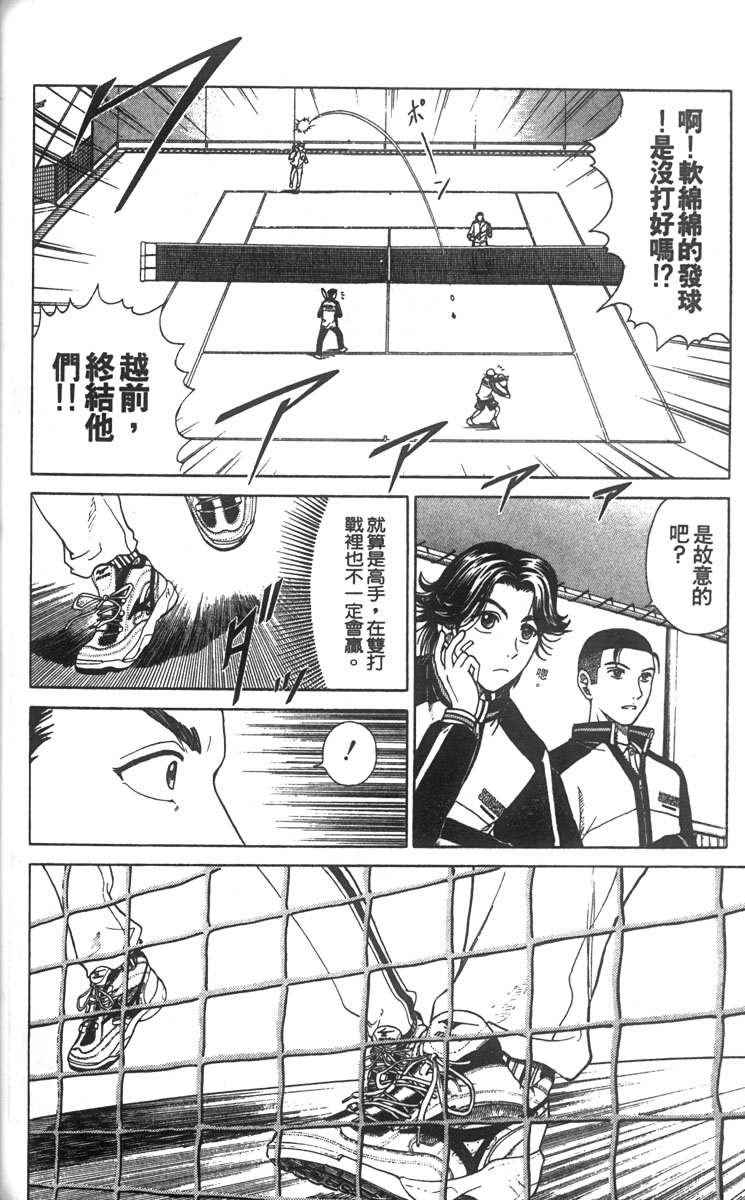 啊！軟綿綿的發球
！是沒打好嗎!?
ポ
越前，
終結他
們!!
是故意的
吧？
嗯。
就算是高手，在雙打
戰裡也不一定會贏。
ダッ
！